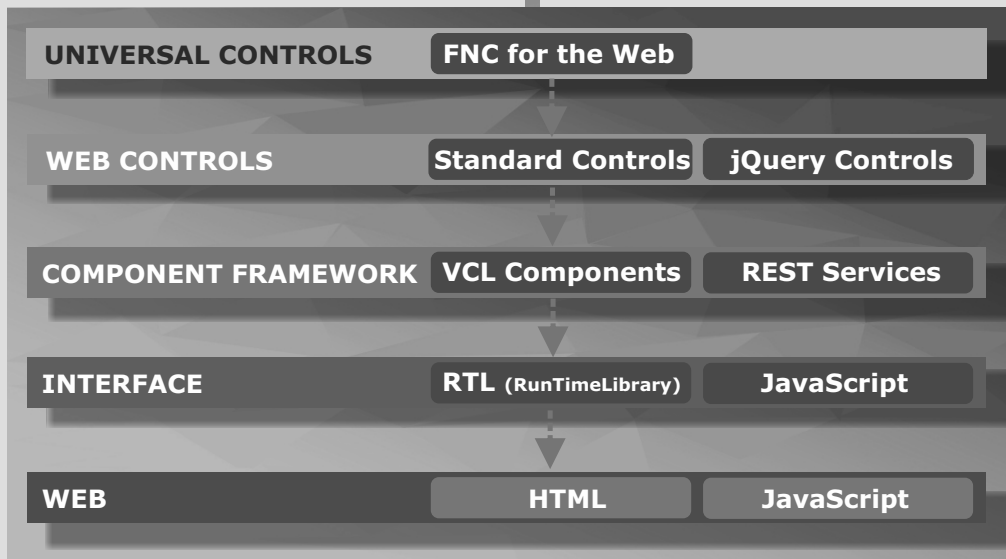 UNIVERSAL CONTROLS FNC for the Web
WEB CONTROLS Standard Controls jQuery Controls
COMPONENT FRAMEWORK VCL Components REST Services
INTERFACE RTL (RunTimeLibrary) JavaScript
WEB HTML JavaScript